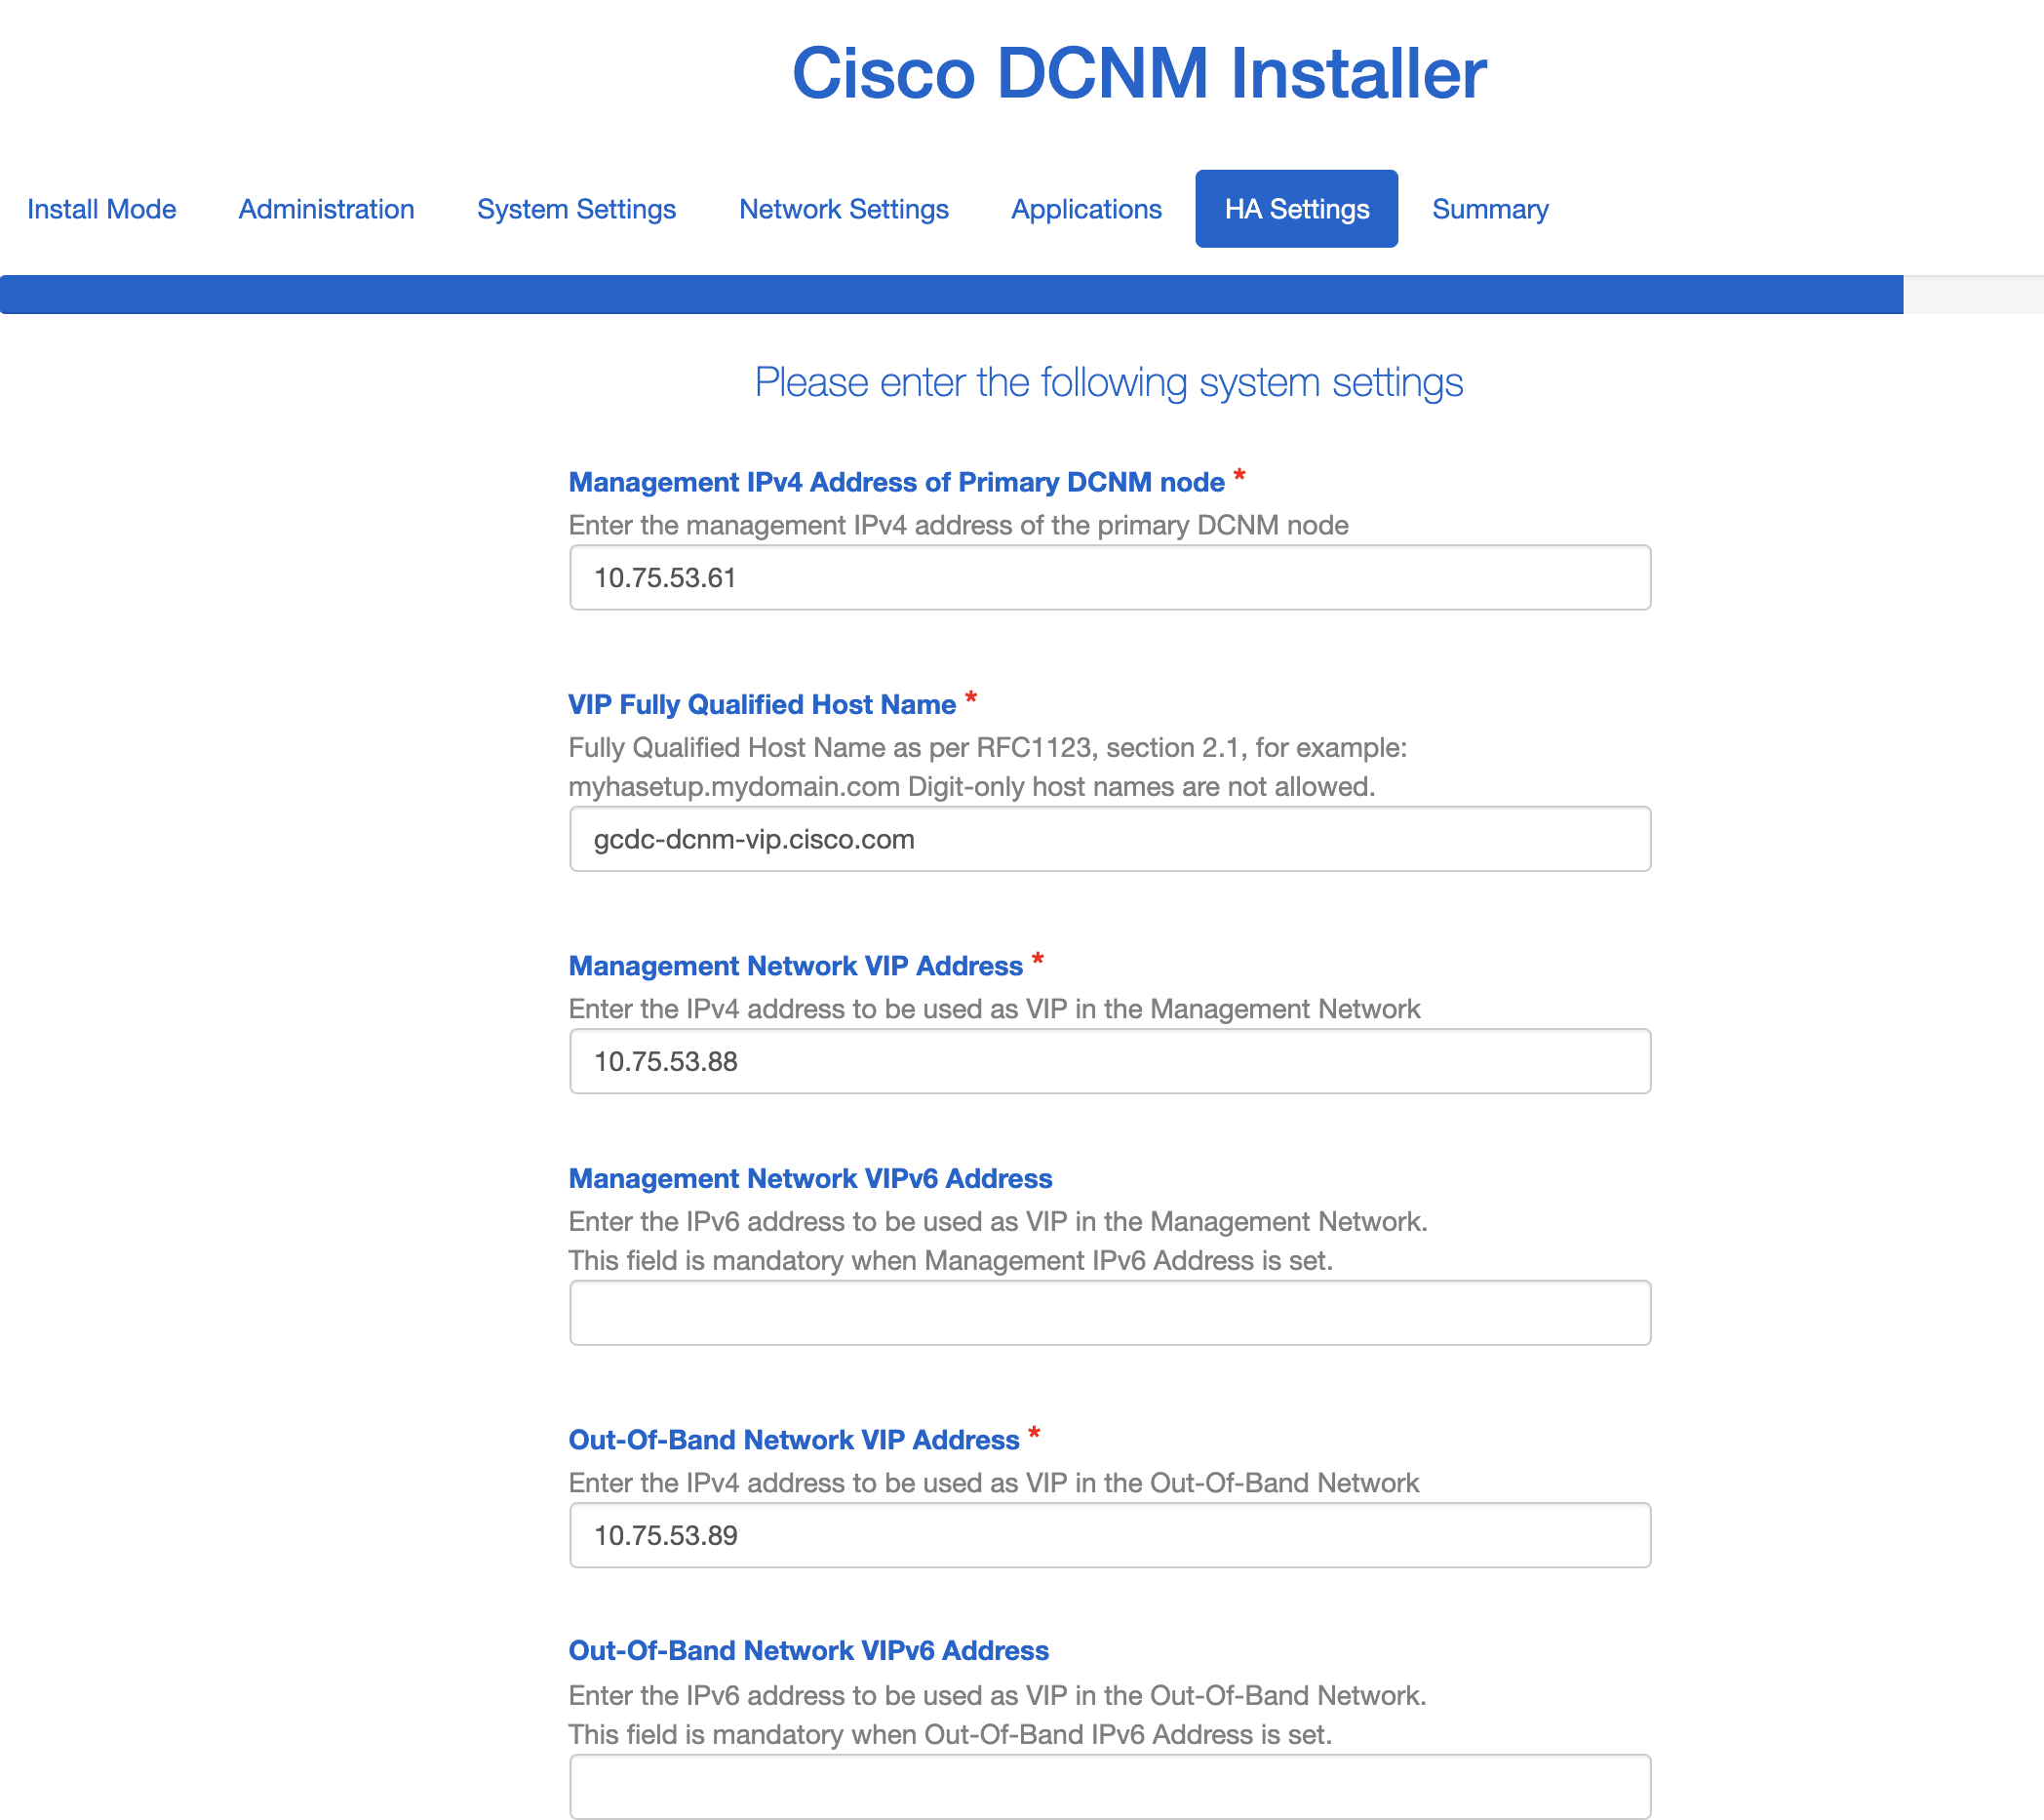 Cisco DCNM Installer
Install Mode Administration System Settings Network Settings Applications HA Settings Summary
Please enter the following system settings
Management IPv4 Address of Primary DCNM node *
Enter the management IPv4 address of the primary DCNM node
10.75.53.61
VIP Fully Qualified Host Name *
Fully Qualified Host Name as per RFC1123, section 2.1, for example:
myhasetup.mydomain.com Digit-only host names are not allowed.
gcdc-dcnm-vip.cisco.com
Management Network VIP Address *
Enter the IPv4 address to be used as VIP in the Management Network
10.75.53.88
Management Network VIPv6 Address
Enter the IPv6 address to be used as VIP in the Management Network.
This field is mandatory when Management IPv6 Address is set.
Out-Of-Band Network VIP Address *
Enter the IPv4 address to be used as VIP in the Out-Of-Band Network
10.75.53.89
Out-Of-Band Network VIPv6 Address
Enter the IPv6 address to be used as VIP in the Out-Of-Band Network.
This field is mandatory when Out-Of-Band IPv6 Address is set.